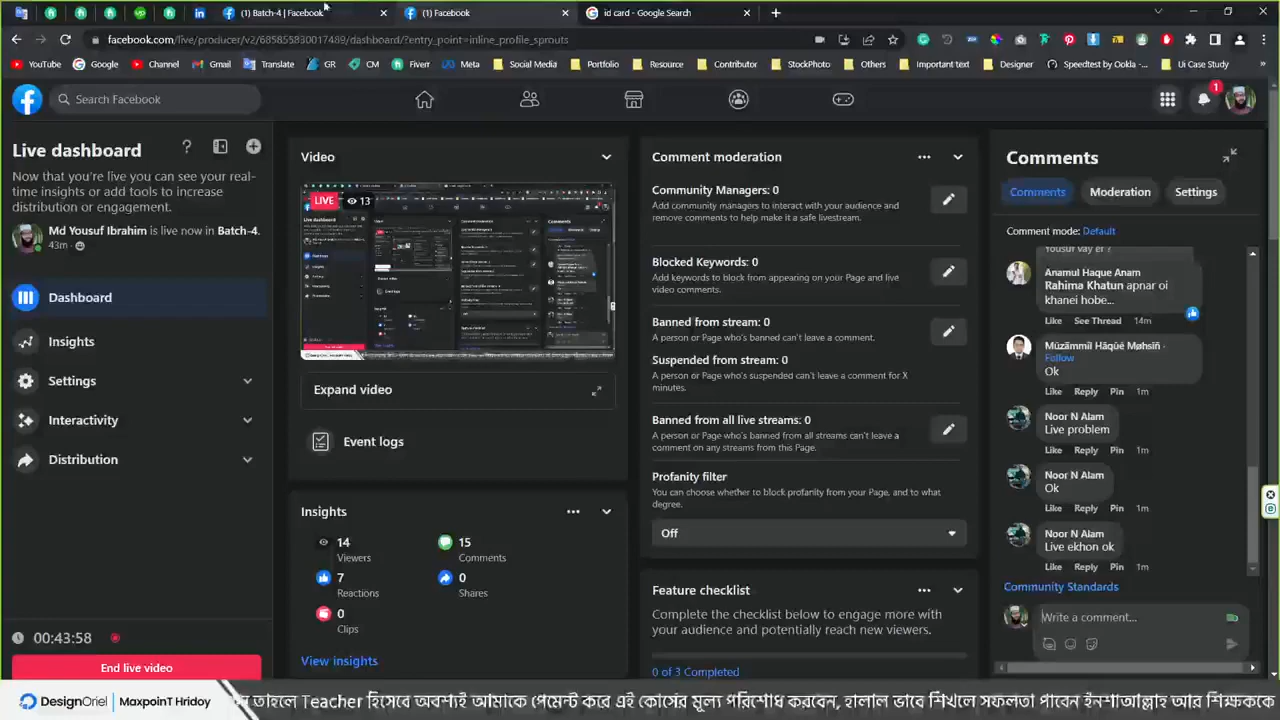 (1) Batch-4 | Facebook
(1) Facebook
id card - Google Search
facebook.com/live/producer/v2/685855830017489/dashboard/?entry_point=inline_profile_sprouts
YouTube
Google
Channel
Gmail
Translate
GR
CM
Fiverr
Meta
Social Media
Portfolio
Resource
Contributor
StockPhoto
Others
Important text
Designer
Speedtest by Ookla -...
Ui Case Study
Search Facebook
1
Live dashboard
Now that you're live you can see your real-
time insights or add tools to increase
distribution or engagement.
Md Yousuf Ibrahim is live now in Batch-4.
43m
Dashboard
Insights
Settings
Interactivity
Distribution
00:43:58
End live video
Video
LIVE
13
Expand video
Event logs
Insights
14
Viewers
15
Comments
7
Reactions
0
Shares
0
Clips
View insights
Comment moderation
Community Managers: 0
Add community managers to interact with your audience and
remove comments to help make it a safe livestream.
Blocked Keywords: 0
Add keywords to block from appearing on your Page and live
video comments.
Banned from stream: 0
A person or Page who's banned can't leave a comment.
Suspended from stream: 0
A person or Page who's suspended can't leave a comment for X
minutes.
Banned from all live streams: 0
A person or Page who's banned from all streams can't leave a
comment on any streams from this Page.
Profanity filter
You can choose whether to block profanity from your Page, and to what
degree.
Off
Feature checklist
Complete the checklist below to engage more with
your audience and potentially reach new viewers.
0 of 3 Completed
Comments
Comments
Moderation
Settings
Comment mode: Default
Yousuf vay er ?
Anamul Haque Anam
Rahima Khatun apnar or
khanei hobe...
Like See Thread 14m
Follow
Ok
Like Reply Pin 1m
Noor N Alam
Live problem
Like Reply Pin 1m
Noor N Alam
Ok
Like Reply Pin 1m
Noor N Alam
Live ekhon ok
Like Reply Pin 1m
Community Standards
Write a comment...
DesignOriel | MaxpoinT Hridoy
তাহলে Teacher হিসেবে অবশ্যই আমাকে পেমেন্ট করে এই কোর্সের মূল্য পরিশোধ করবেন, হালাল ভাবে শিখলে সফলতা পাবেন ইনশাআল্লাহ আর শিক্ষককে